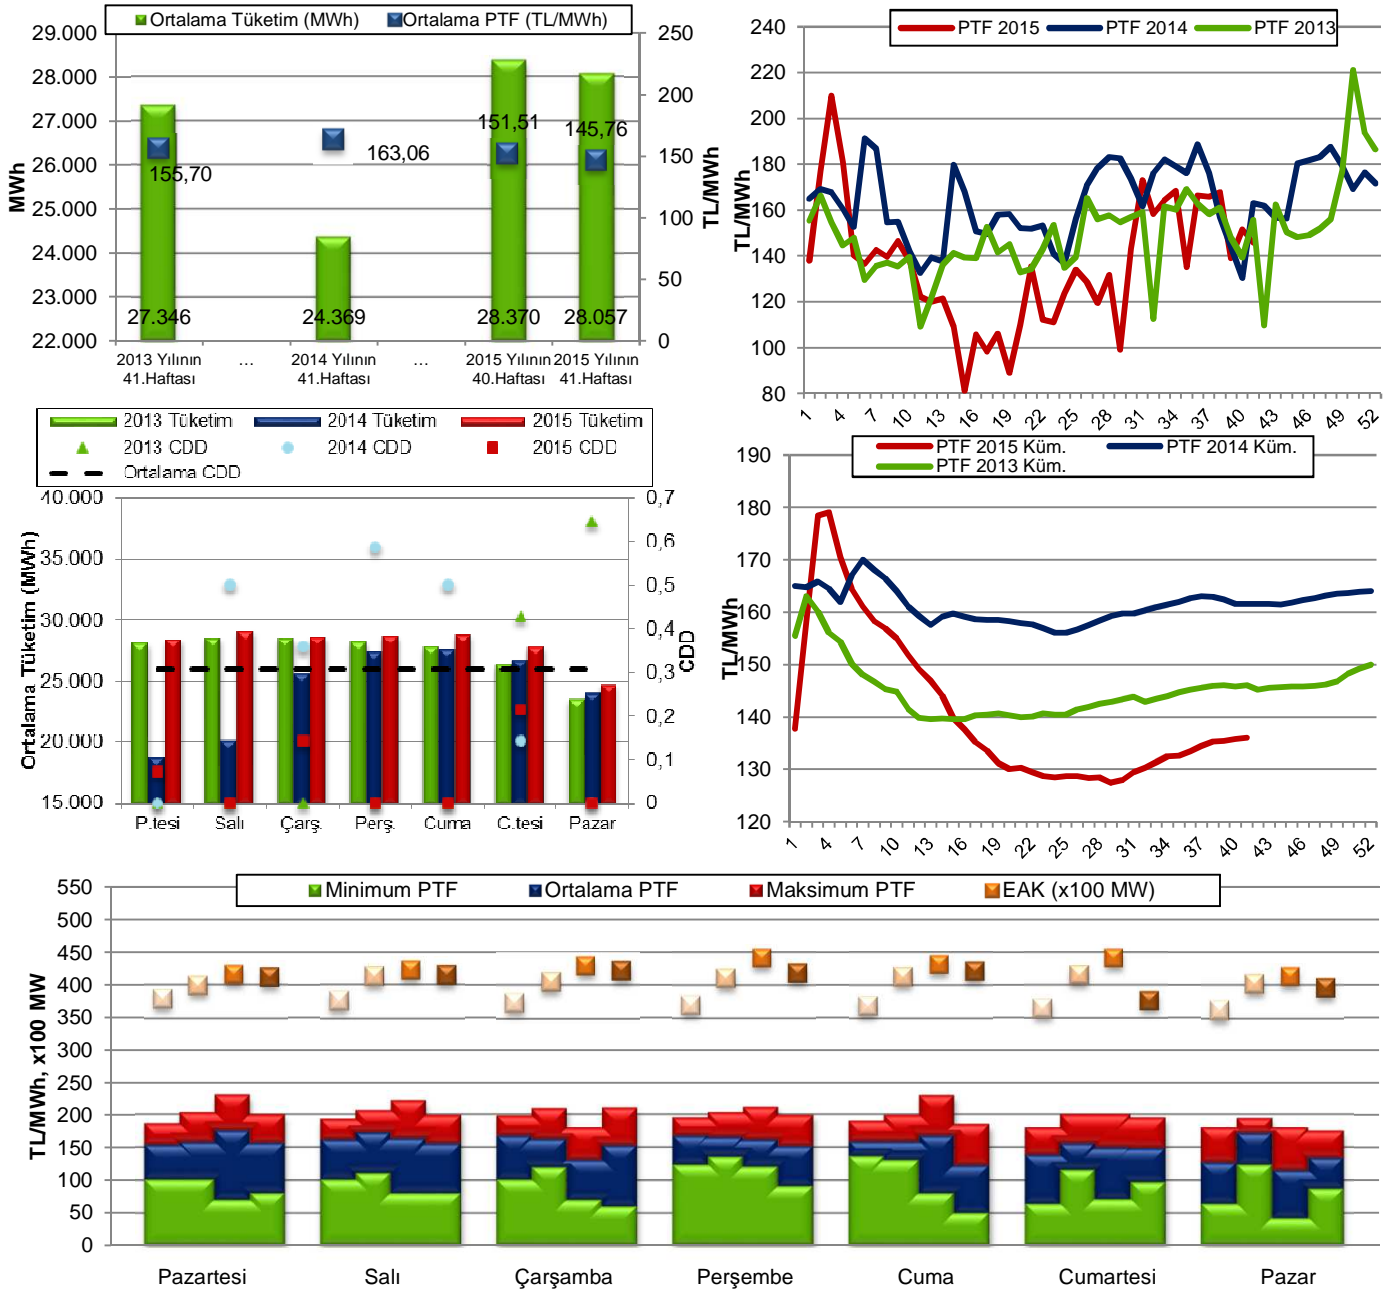 Ortalama Tüketim (MWh) Ortalama PTF (TL/MWh)
MWh
29.000
28.000
27.000
26.000
25.000
24.000
23.000
22.000
250
200
150
100
50
0
TL/MWh
155,70
163,06
151,51
145,76
27.346
24.369
28.370
28.057
2013 Yılının 41.Haftası
...
2014 Yılının 41.Haftası
...
2015 Yılının 40.Haftası
2015 Yılının 41.Haftası
PTF 2015 PTF 2014 PTF 2013
TL/MWh
240
220
200
180
160
140
120
100
80
1 4 7 10 13 16 19 22 25 28 31 34 37 40 43 46 49 52
2013 Tüketim 2014 Tüketim 2015 Tüketim
2013 CDD 2014 CDD 2015 CDD
Ortalama CDD
Ortalama Tüketim (MWh)
40.000
35.000
30.000
25.000
20.000
15.000
0,7
0,6
0,5
0,4
0,3
0,2
0,1
0
CDD
P.tesi Salı Çarş. Perş. Cuma C.tesi Pazar
PTF 2015 Küm. PTF 2014 Küm.
PTF 2013 Küm.
TL/MWh
190
180
170
160
150
140
130
120
1 4 7 10 13 16 19 22 25 28 31 34 37 40 43 46 49 52
Minimum PTF Ortalama PTF Maksimum PTF EAK (x100 MW)
TL/MWh, x100 MW
550
500
450
400
350
300
250
200
150
100
50
0
Pazartesi Salı Çarşamba Perşembe Cuma Cumartesi Pazar